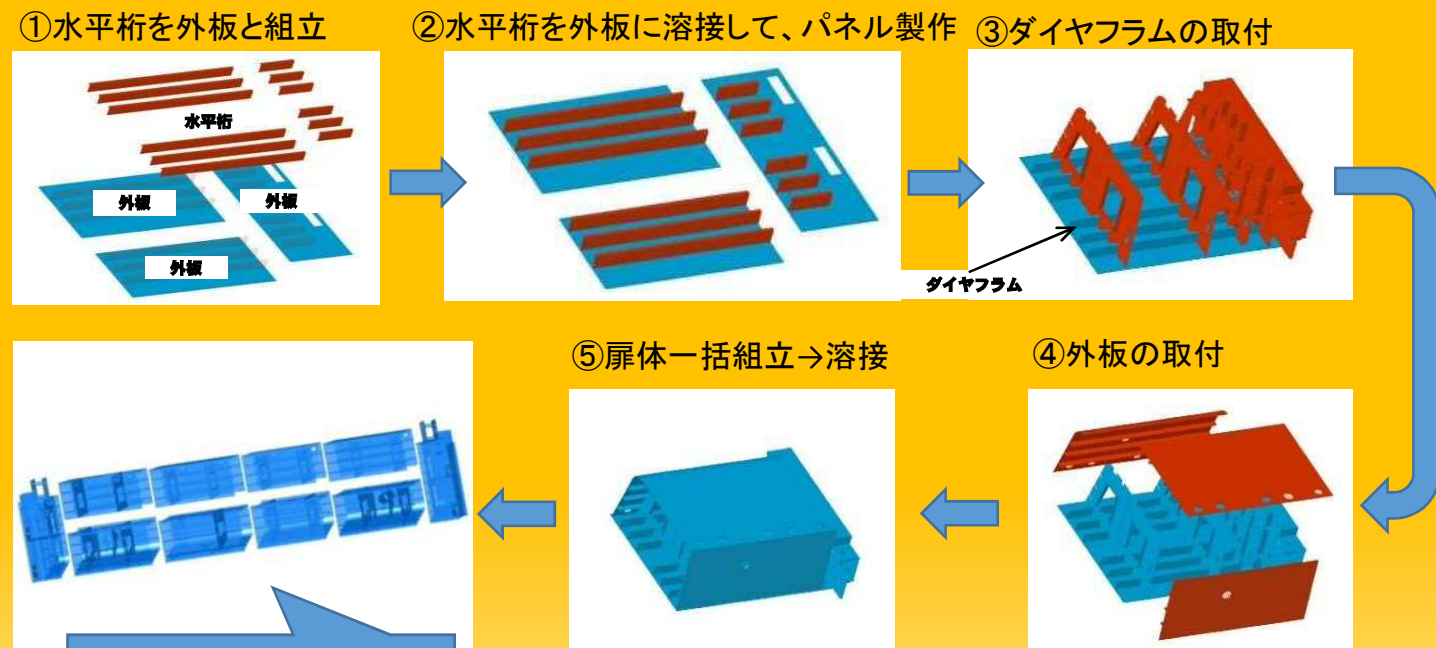 ①水平桁を外板と組立
水平桁
外板
外板
外板
②水平桁を外板に溶接して、パネル製作
③ダイヤフラムの取付
ダイヤフラム
④外板の取付
⑤扉体一括組立→溶接